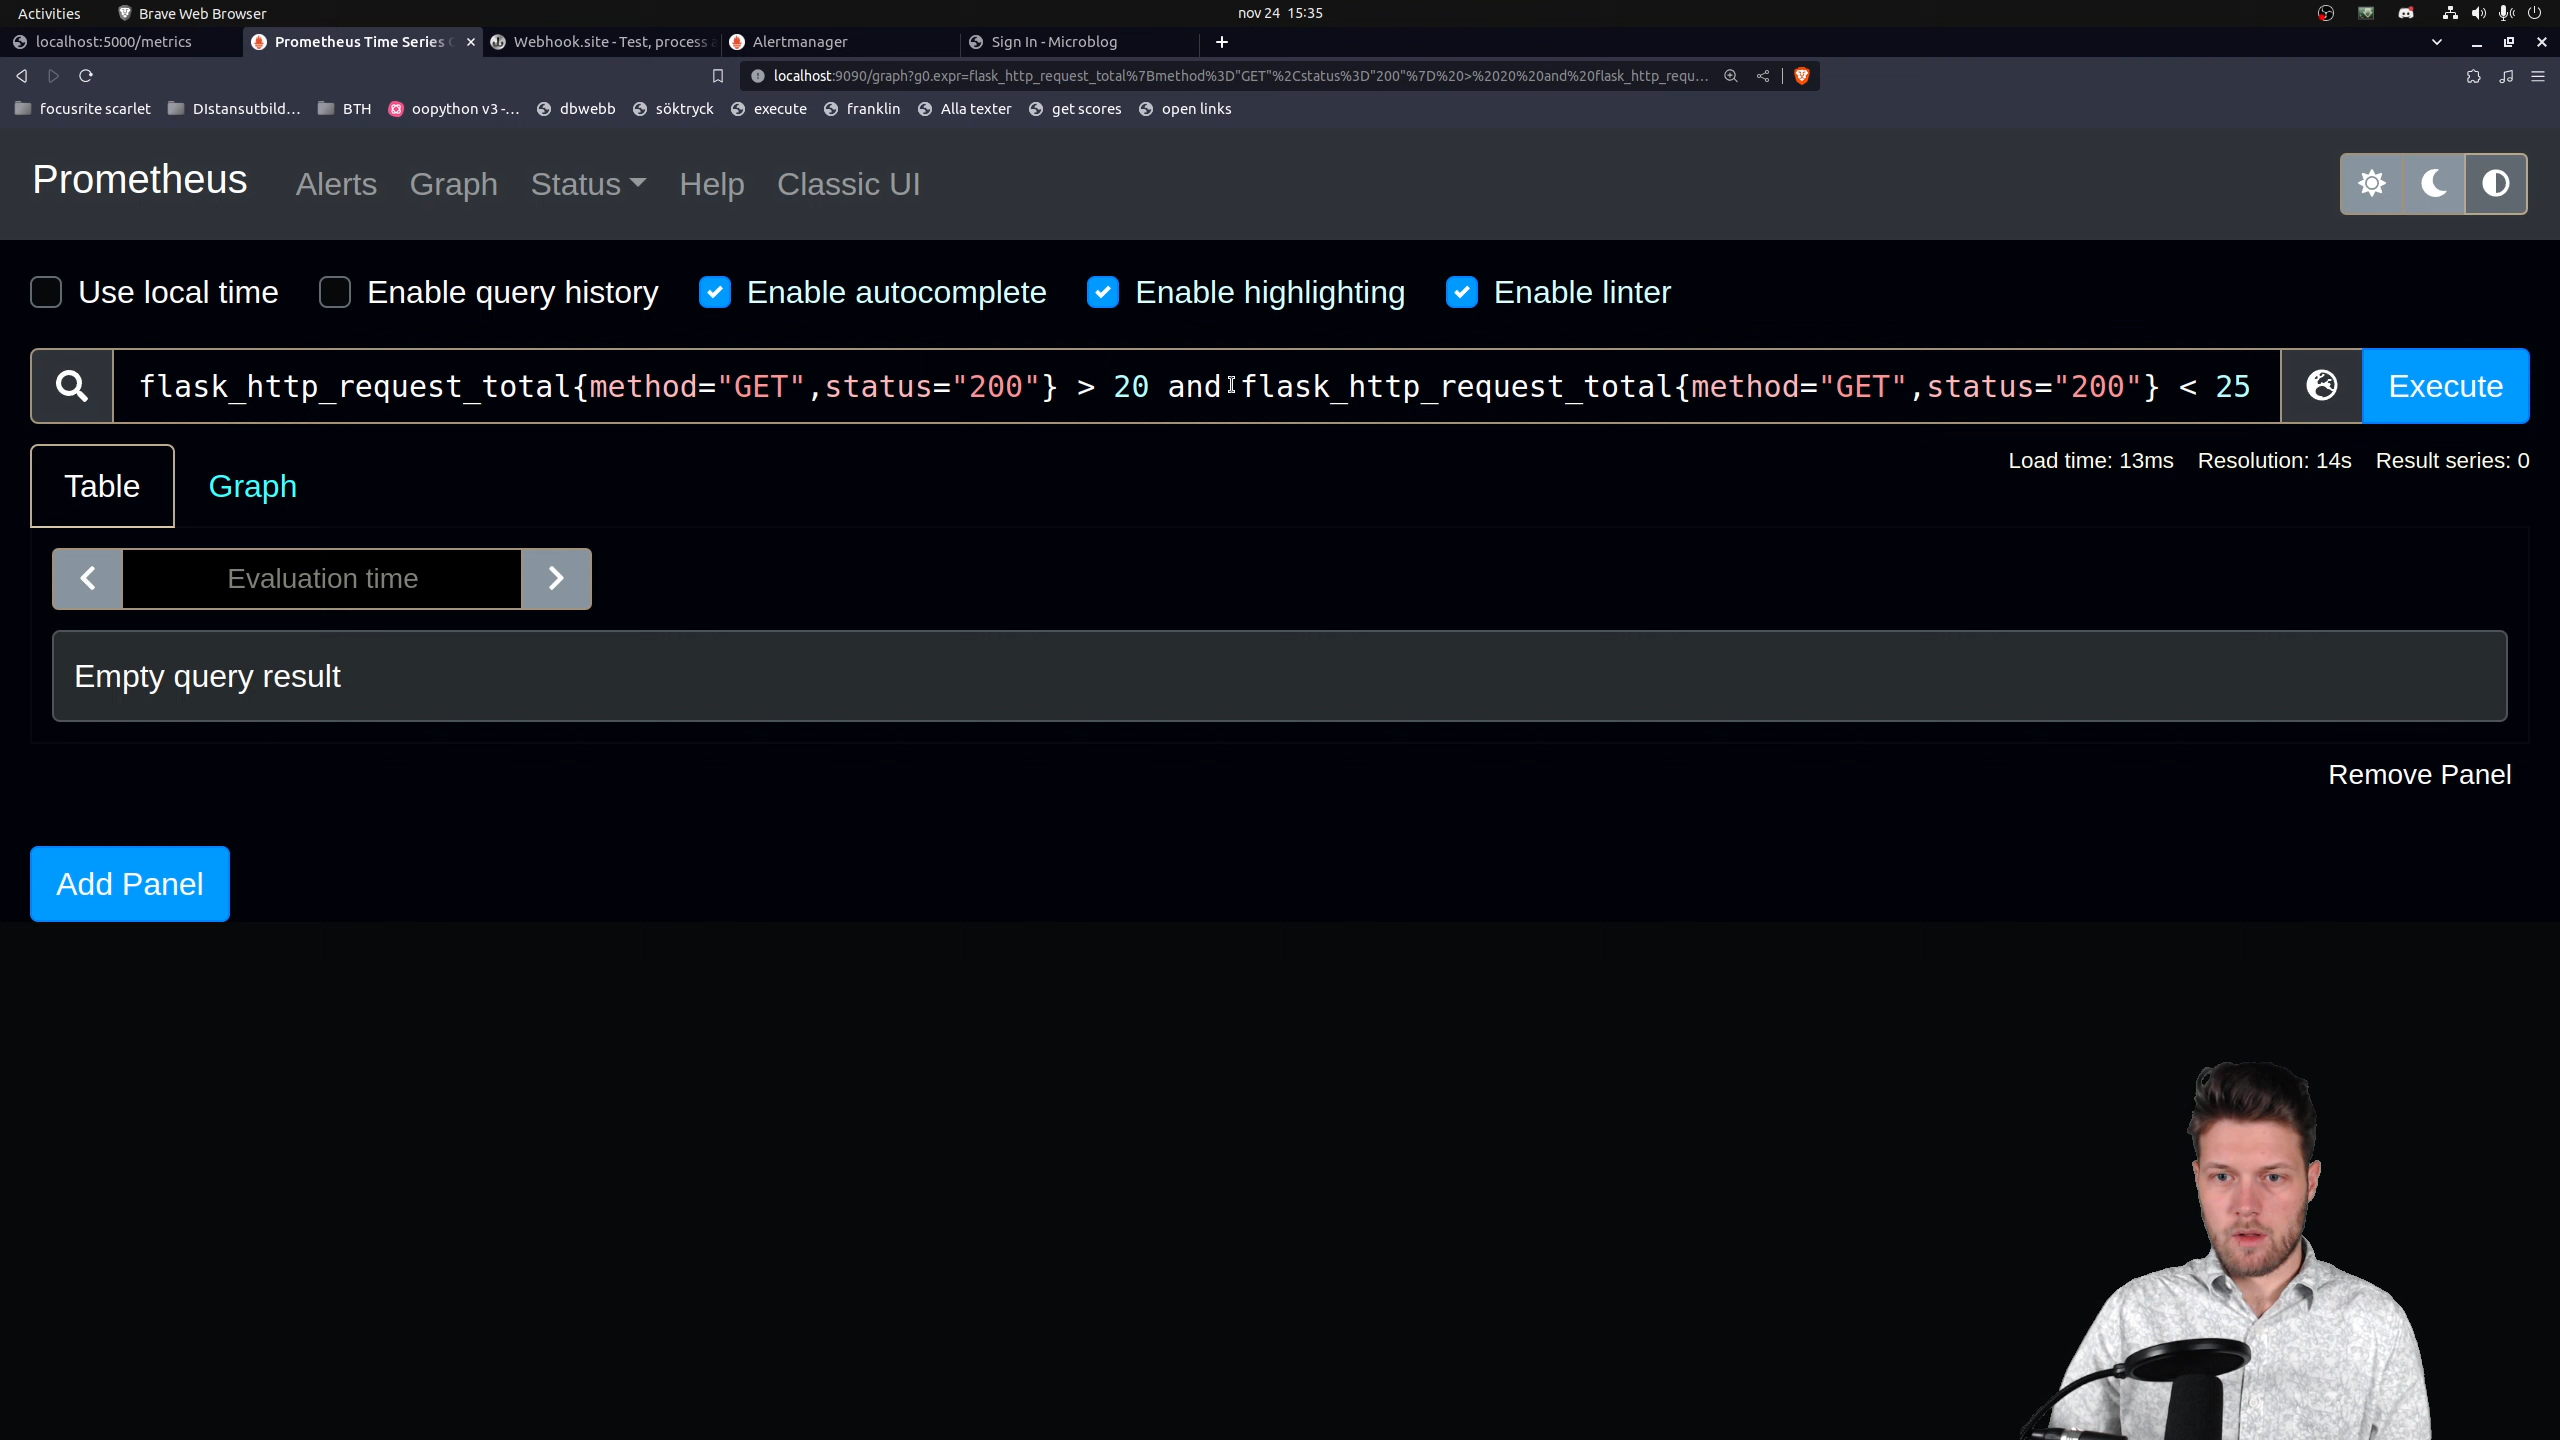 Activities Brave Web Browser nov 24 15:35
localhost:5000/metrics Prometheus Time Series Webhook.site - Test, process Alertmanager Sign In - Microblog
localhost:9090/graph?g0.expr=flask_http_request_total%7Bmethod%3D"GET"%2Cstatus%3D"200"%7D%20>%2020%20and%20flask_http_requ...
focusrite scarlet DIstansutbild... BTH oopython v3 -... dbwebb söktryck execute franklin Alla texter get scores open links
Prometheus Alerts Graph Status Help Classic UI
Use local time Enable query history Enable autocomplete Enable highlighting Enable linter
flask_http_request_total{method="GET",status="200"} > 20 and flask_http_request_total{method="GET",status="200"} < 25 Execute
Table Graph Load time: 13ms Resolution: 14s Result series: 0
Evaluation time
Empty query result
Remove Panel
Add Panel